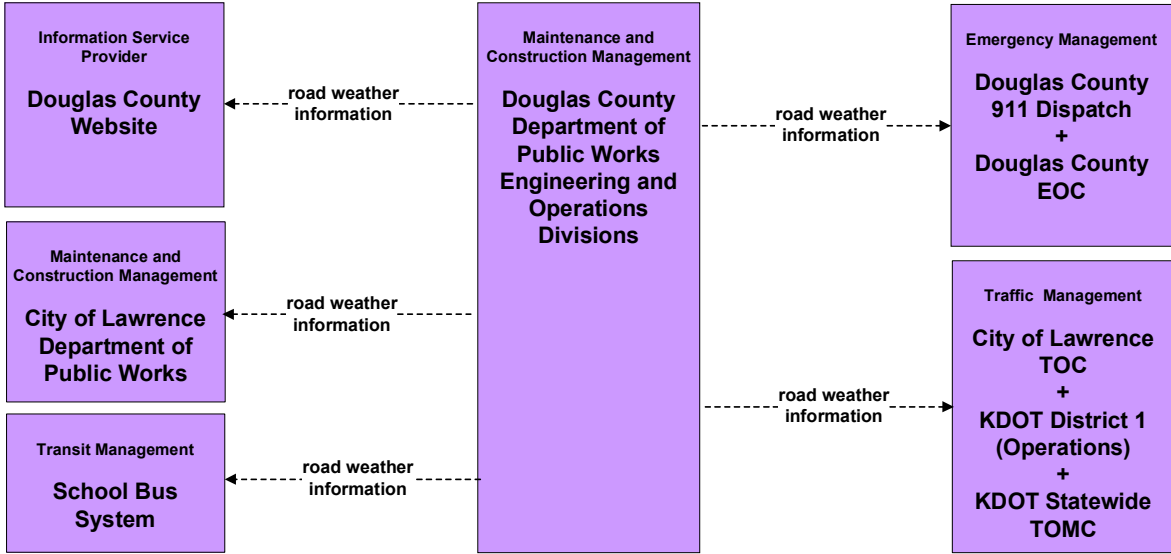 Information Service
Provider
Douglas County
Website
road weather
information
Maintenance and
Construction Management
City of Lawrence
Department of
Public Works
road weather
information
Transit Management
School Bus
System
road weather
information
Maintenance and
Construction Management
Douglas County
Department of
Public Works
Engineering and
Operations
Divisions
road weather
information
Emergency Management
Douglas County
911 Dispatch
+
Douglas County
EOC
road weather
information
Traffic Management
City of Lawrence
TOC
+
KDOT District 1
(Operations)
+
KDOT Statewide
TOMC